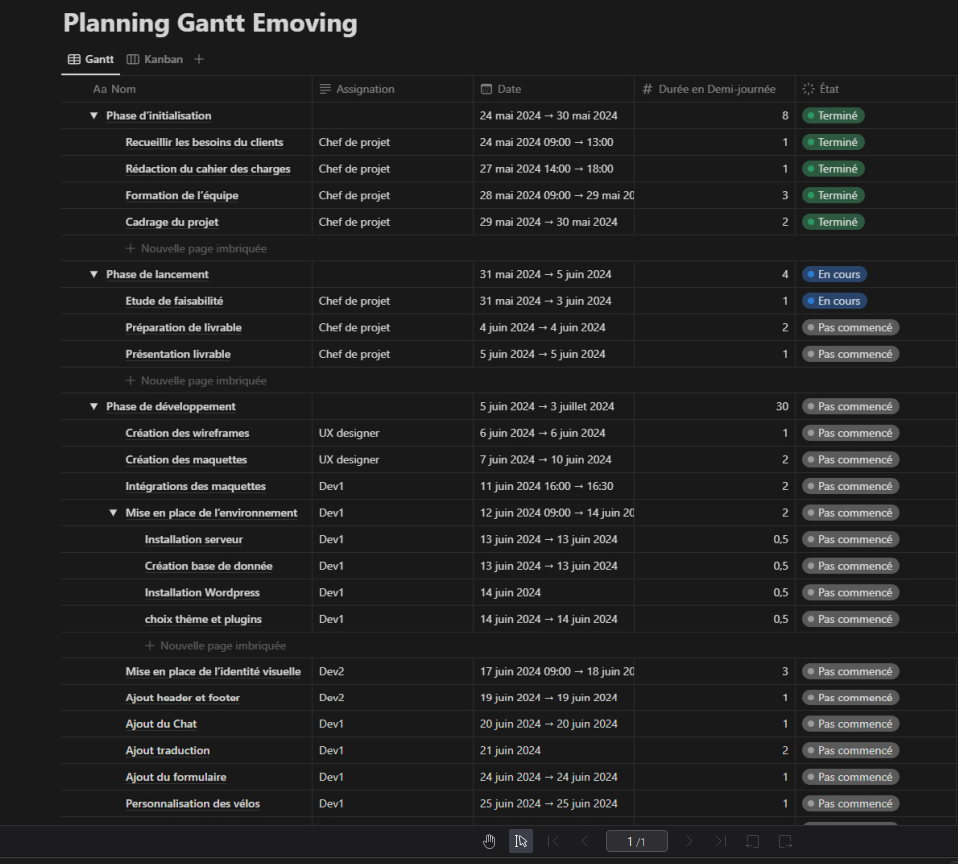 Planning Gantt Emoving
Gantt Kanban
Aa Nom Assignation Date # Durée en Demi-journée État
Phase d'initialisation 24 mai 2024 → 30 mai 2024 8 Terminé
Recueillir les besoins du clients Chef de projet 24 mai 2024 09:00 → 13:00 1 Terminé
Rédaction du cahier des charges Chef de projet 27 mai 2024 14:00 → 18:00 1 Terminé
Formation de l'équipe Chef de projet 28 mai 2024 09:00 → 29 mai 20 3 Terminé
Cadrage du projet Chef de projet 29 mai 2024 → 30 mai 2024 2 Terminé
+ Nouvelle page imbriquée
Phase de lancement 31 mai 2024 → 5 juin 2024 4 En cours
Etude de faisabilité Chef de projet 31 mai 2024 → 3 juin 2024 1 En cours
Préparation de livrable Chef de projet 4 juin 2024 → 4 juin 2024 2 Pas commencé
Présentation livrable Chef de projet 5 juin 2024 → 5 juin 2024 1 Pas commencé
+ Nouvelle page imbriquée
Phase de développement 5 juin 2024 → 3 juillet 2024 30 Pas commencé
Création des wireframes UX designer 6 juin 2024 → 6 juin 2024 1 Pas commencé
Création des maquettes UX designer 7 juin 2024 → 10 juin 2024 2 Pas commencé
Intégrations des maquettes Dev1 11 juin 2024 16:00 → 16:30 2 Pas commencé
Mise en place de l'environnement Dev1 12 juin 2024 09:00 → 14 juin 20 2 Pas commencé
Installation serveur Dev1 13 juin 2024 → 13 juin 2024 0,5 Pas commencé
Création base de donnée Dev1 13 juin 2024 → 13 juin 2024 0,5 Pas commencé
Installation Wordpress Dev1 14 juin 2024 0,5 Pas commencé
choix thème et plugins Dev1 14 juin 2024 → 14 juin 2024 0,5 Pas commencé
+ Nouvelle page imbriquée
Mise en place de l'identité visuelle Dev2 17 juin 2024 09:00 → 18 juin 20 3 Pas commencé
Ajout header et footer Dev2 19 juin 2024 → 19 juin 2024 1 Pas commencé
Ajout du Chat Dev1 20 juin 2024 → 20 juin 2024 1 Pas commencé
Ajout traduction Dev1 21 juin 2024 2 Pas commencé
Ajout du formulaire Dev1 24 juin 2024 → 24 juin 2024 1 Pas commencé
Personnalisation des vélos Dev1 25 juin 2024 → 25 juin 2024 1 Pas commencé
1 /1